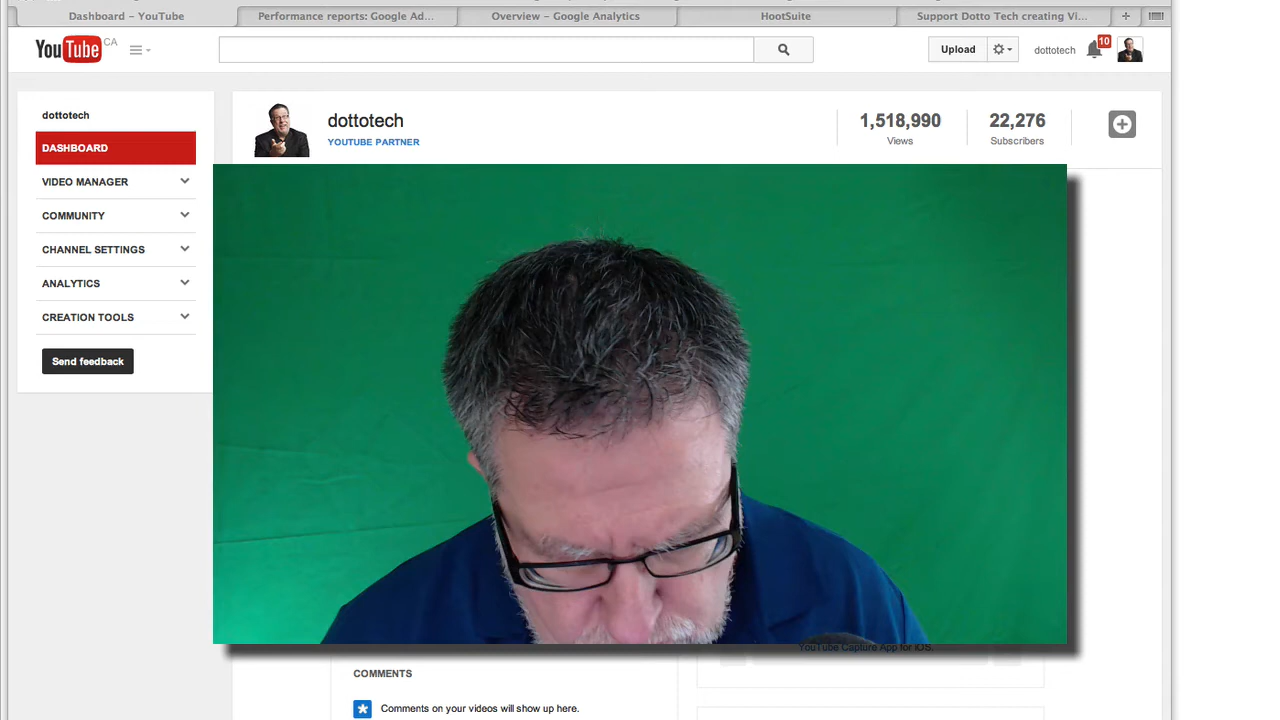 Dashboard – YouTube
Performance reports: Google Ad...
Overview – Google Analytics
HootSuite
Support Dotto Tech creating Vi...
+
YouTube CA
Upload
dottotech
10
dottotech
DASHBOARD
VIDEO MANAGER
COMMUNITY
CHANNEL SETTINGS
ANALYTICS
CREATION TOOLS
Send feedback
dottotech
YOUTUBE PARTNER
1,518,990
Views
22,276
Subscribers
YouTube Capture App for iOS.
COMMENTS
Comments on your videos will show up here.